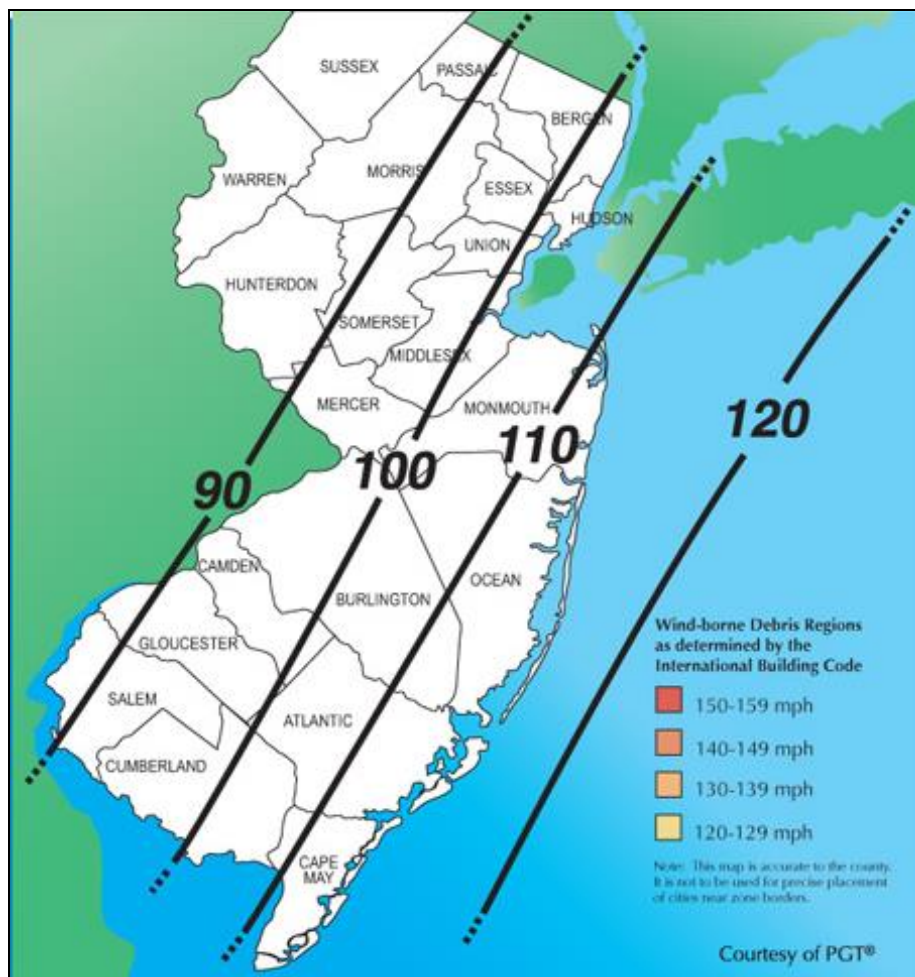 SUSSEX
PASSAIC
BERGEN
WARREN
MORRIS
ESSEX
HUDSON
UNION
HUNTERDON
SOMERSET
MIDDLESEX
MERCER
MONMOUTH
120
110
100
90
CAMDEN
OCEAN
BURLINGTON
GLOUCESTER
SALEM
ATLANTIC
CUMBERLAND
CAPE
MAY
Wind-borne Debris Regions
as determined by the
International Building Code
150-159 mph
140-149 mph
130-139 mph
120-129 mph
Note: This map is accurate to the county.
It is not to be used for precise placement
of cities near zone borders.
Courtesy of PGT®